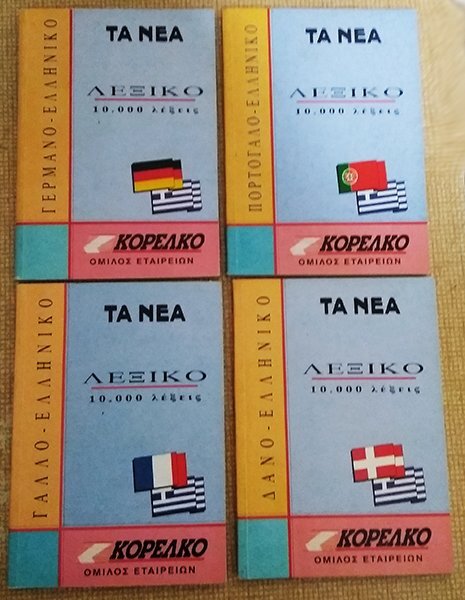 ΓΕΡΜΑΝΟ-ΕΛΛΗΝΙΚΟ
ΤΑ ΝΕΑ
ΛΕΞΙΚΟ
10.000 λέξεις
ΚΟΡΕΛΚΟ
ΟΜΙΛΟΣ ΕΤΑΙΡΕΙΩΝ
ΠΟΡΤΟΓΑΛΟ-ΕΛΛΗΝΙΚΟ
ΤΑ ΝΕΑ
ΛΕΞΙΚΟ
10.000 λέξεις
ΚΟΡΕΛΚΟ
ΟΜΙΛΟΣ ΕΤΑΙΡΕΙΩΝ
ΓΑΛΛΟ-ΕΛΛΗΝΙΚΟ
ΤΑ ΝΕΑ
ΛΕΞΙΚΟ
10.000 λέξεις
ΚΟΡΕΛΚΟ
ΟΜΙΛΟΣ ΕΤΑΙΡΕΙΩΝ
ΔΑΝΟ-ΕΛΛΗΝΙΚΟ
ΤΑ ΝΕΑ
ΛΕΞΙΚΟ
10.000 λέξεις
ΚΟΡΕΛΚΟ
ΟΜΙΛΟΣ ΕΤΑΙΡΕΙΩΝ